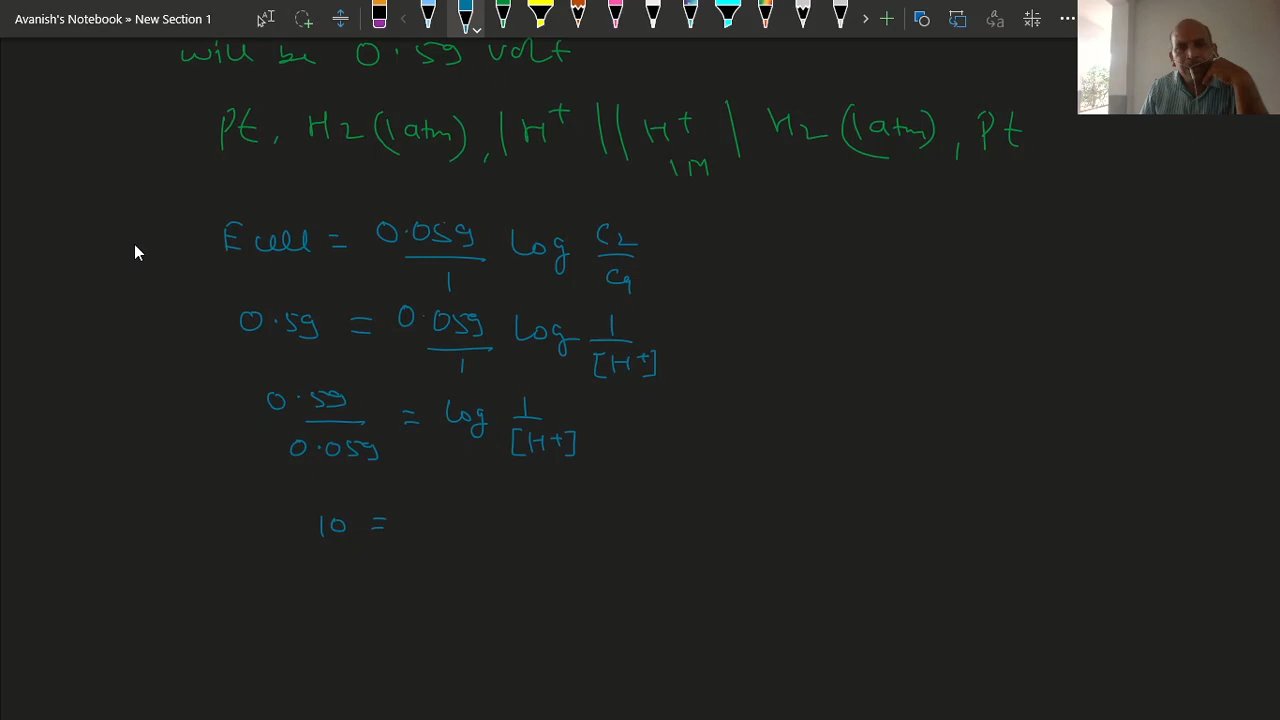 Avanish's Notebook » New Section 1
will be 0.59 volt
Pt, H2(1atm), | H+ || H+ | H2 (1atm), Pt
1M
Ecell = 0.059/1 log C2/C1
0.59 = 0.059/1 log 1/[H+]
0.59/0.059 = log 1/[H+]
10 =